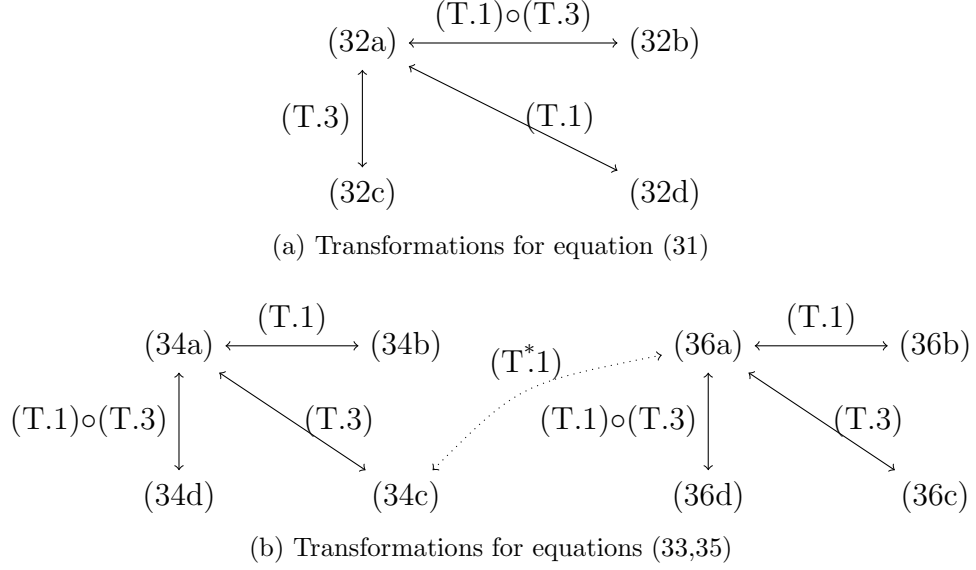 (T.1)∘(T.3)
(32a) (32b)
(T.3) (T.1)
(32c) (32d)
(a) Transformations for equation (31)
(T.1) (T.1)
(34a) (34b) (T*.1) (36a) (36b)
(T.1)∘(T.3) (T.3) (T.1)∘(T.3) (T.3)
(34d) (34c) (36d) (36c)
(b) Transformations for equations (33,35)